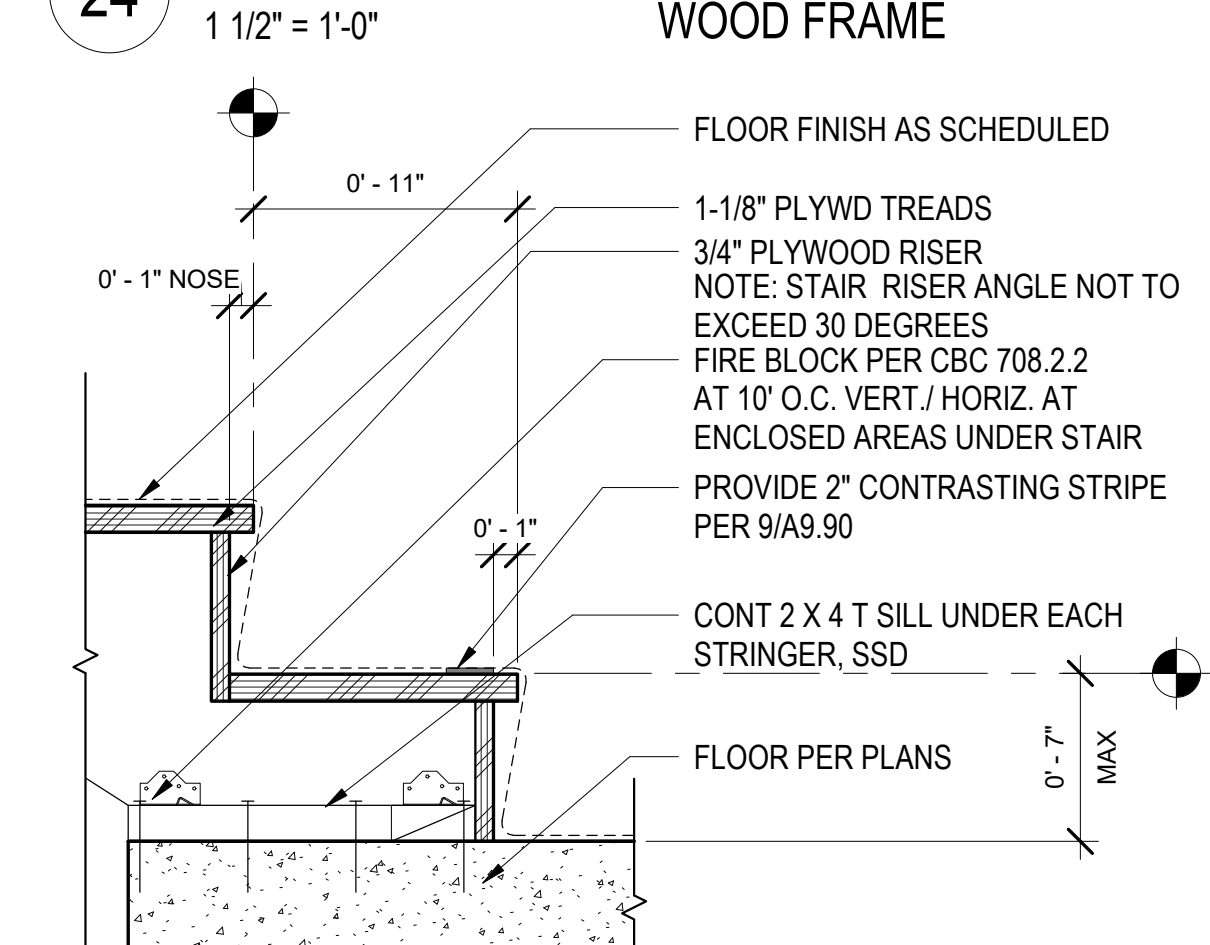 24
1 1/2" = 1'-0"
WOOD FRAME
FLOOR FINISH AS SCHEDULED
0' - 11"
1-1/8" PLYWD TREADS
3/4" PLYWOOD RISER
0' - 1" NOSE
NOTE: STAIR RISER ANGLE NOT TO
EXCEED 30 DEGREES
FIRE BLOCK PER CBC 708.2.2
AT 10' O.C. VERT./ HORIZ. AT
ENCLOSED AREAS UNDER STAIR
PROVIDE 2" CONTRASTING STRIPE
PER 9/A9.90
0' - 1"
CONT 2 X 4 T SILL UNDER EACH
STRINGER, SSD
FLOOR PER PLANS
0' - 7"
MAX